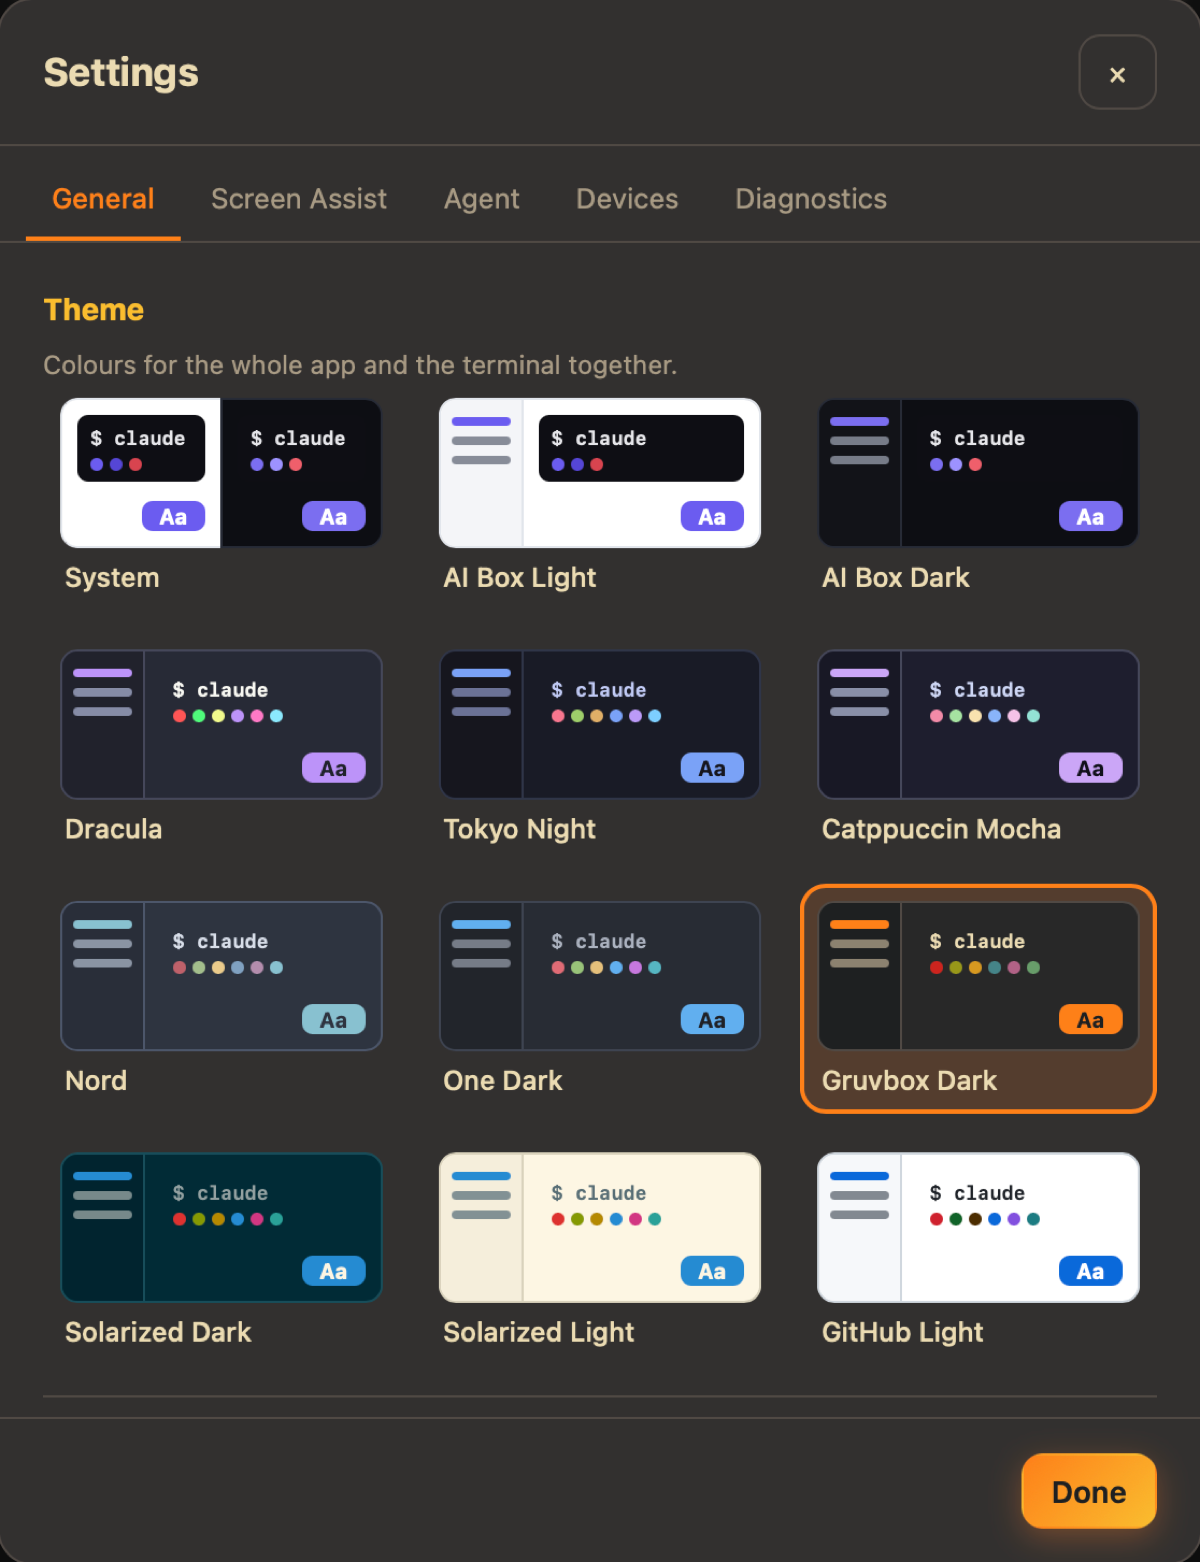 Settings
×
General Screen Assist Agent Devices Diagnostics
Theme
Colours for the whole app and the terminal together.
$ claude
Aa
$ claude
Aa
System
$ claude
Aa
AI Box Light
$ claude
Aa
AI Box Dark
$ claude
Aa
Dracula
$ claude
Aa
Tokyo Night
$ claude
Aa
Catppuccin Mocha
$ claude
Aa
Nord
$ claude
Aa
One Dark
$ claude
Aa
Gruvbox Dark
$ claude
Aa
Solarized Dark
$ claude
Aa
Solarized Light
$ claude
Aa
GitHub Light
Done